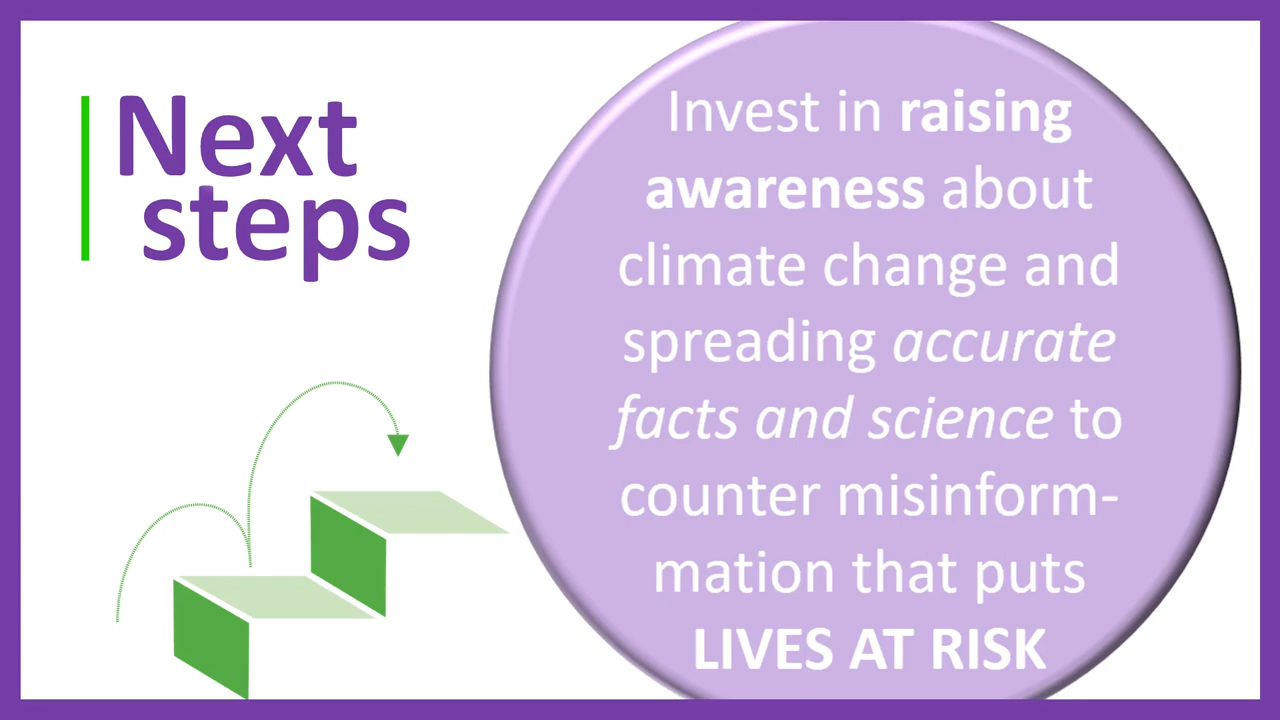 Next
steps
Invest in raising
awareness about
climate change and
spreading accurate
facts and science to
counter misinform-
mation that puts
LIVES AT RISK